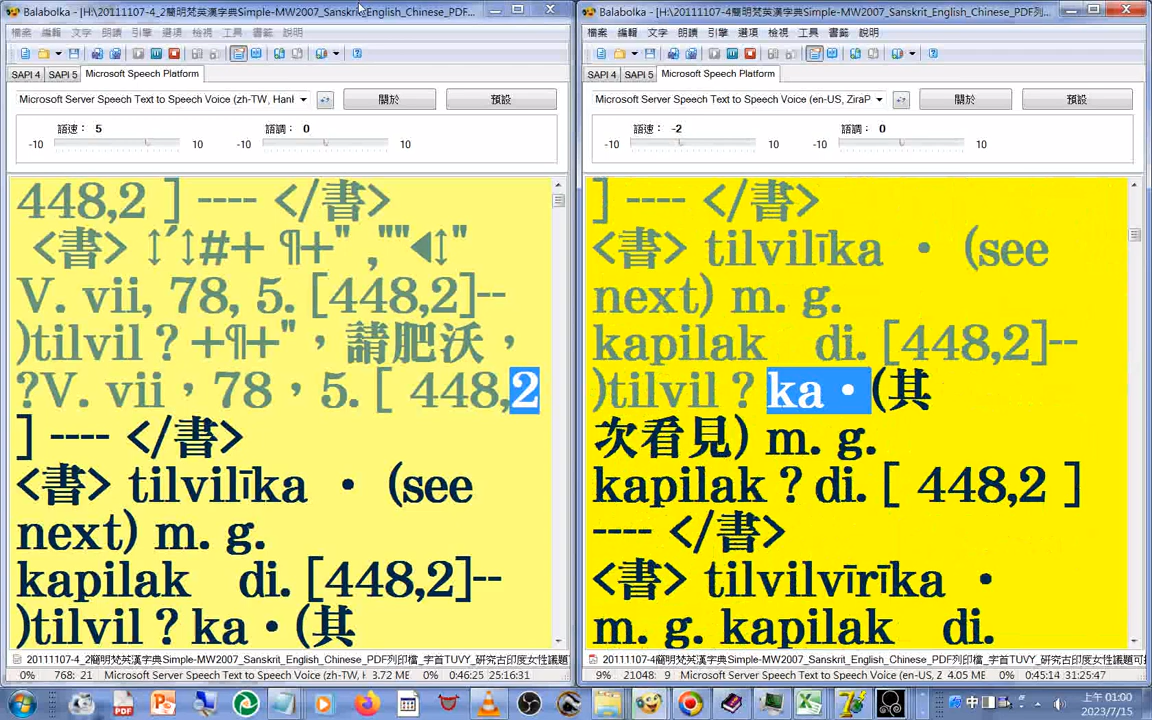 Balabolka - [H:\20111107-4_2簡明梵英漢字典Simple-MW2007_Sanskrit_English_Chinese_PDF...
檔案 編輯 文字 朗讀 引擎 選項 檢視 工具 書籤 說明
SAPI 4 SAPI 5 Microsoft Speech Platform
Microsoft Server Speech Text to Speech Voice (zh-TW, Hanl
關於 預設
語速： 5 語調： 0
-10 10 -10 10
448,2 ] ---- </書>
<書> ↕´↕#+ ¶+" ,""◀↕"
V. vii, 78, 5. [448,2]--
)tilvil ? +¶+"，請肥沃，
?V. vii，78，5. [ 448,2
] ---- </書>
<書> tilvilīka • (see
next) m. g.
kapilak di. [448,2]--
)tilvil ? ka • (其
20111107-4_2簡明梵英漢字典Simple-MW2007_Sanskrit_English_Chinese_PDF列印檔_字首TUVY_研究古印度女性議題
0% 768: 21 Microsoft Server Speech Text to Speech Voice (zh-TW, H 3.72 MB 0% 0:46:25 25:16:31
Balabolka - [H:\20111107-4簡明梵英漢字典Simple-MW2007_Sanskrit_English_Chinese_PDF列...
檔案 編輯 文字 朗讀 引擎 選項 檢視 工具 書籤 說明
SAPI 4 SAPI 5 Microsoft Speech Platform
Microsoft Server Speech Text to Speech Voice (en-US, ZiraP
關於 預設
語速： -2 語調： 0
-10 10 -10 10
] ---- </書>
<書> tilvilīka • (see
next) m. g.
kapilak di. [448,2]--
)tilvil ? ka • (其
次看見) m. g.
kapilak ? di. [ 448,2 ]
---- </書>
<書> tilvilvīrīka •
m. g. kapilak di.
20111107-4簡明梵英漢字典Simple-MW2007_Sanskrit_English_Chinese_PDF列印檔_字首TUVY_研究古印度女性議題可
9% 21048: 9 Microsoft Server Speech Text to Speech Voice (en-US, Z 4.05 MB 0% 0:45:14 31:25:47
中
上午 01:00
2023/7/15